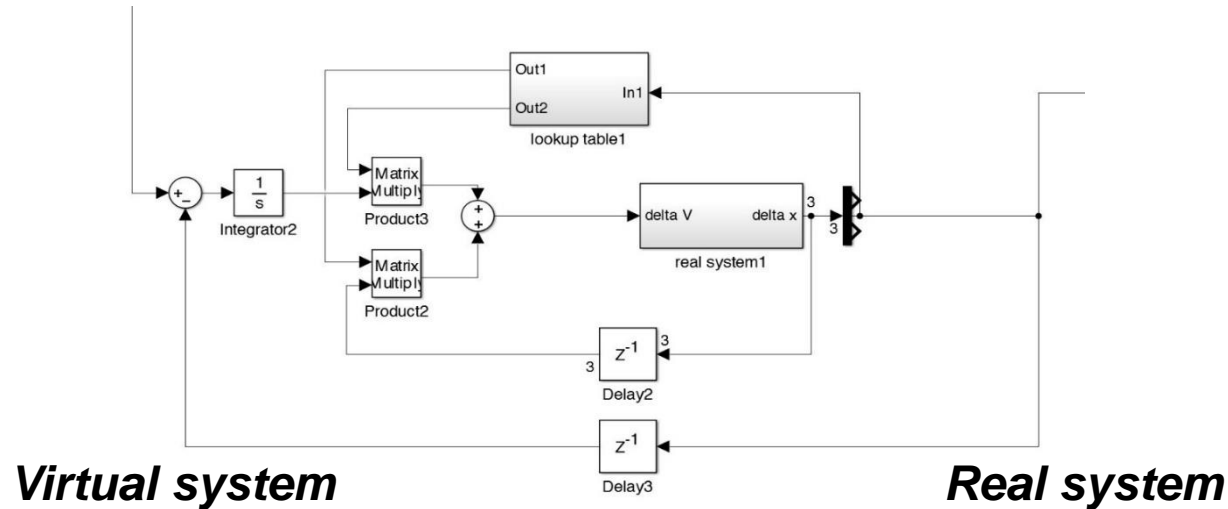 Out1
In1
Out2
lookup table1
Matrix
Multiply
Product3
+
−
1
s
Integrator2
+
+
delta V
delta x
3
3
real system1
Matrix
Multiply
Product2
Z-1
3
3
Delay2
Z-1
Delay3
Virtual system
Real system